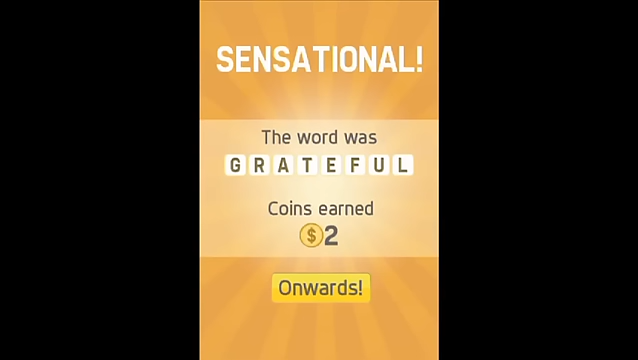 SENSATIONAL!
The word was
GRATEFUL
Coins earned
$2
Onwards!